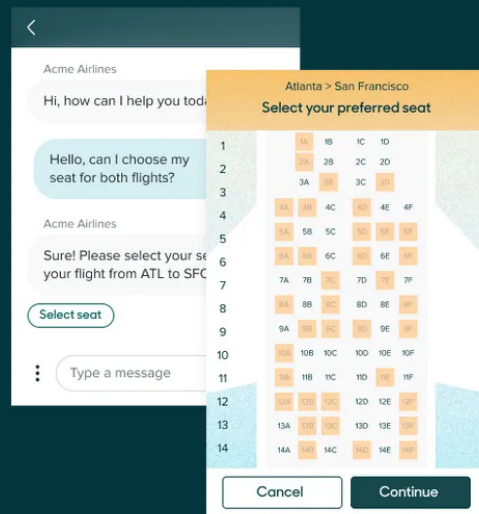 Acme Airlines
Hi, how can I help you toda
Hello, can I choose my
seat for both flights?
Acme Airlines
Sure! Please select your se
your flight from ATL to SFO
Select seat
Type a message
Atlanta > San Francisco
Select your preferred seat
1 1A 1B 1C 1D
2 2A 2B 2C 2D
3 3A 3B 3C 3D
4 4A 4B 4C 4D 4E 4F
5 5A 5B 5C 5D 5E 5F
6 6A 6B 6C 6D 6E 6F
7 7A 7B 7C 7D 7E 7F
8 8A 8B 8C 8D 8E 8F
9 9A 9B 9C 9D 9E 9F
10 10A 10B 10C 10D 10E 10F
11 11A 11B 11C 11D 11E 11F
12 12A 12B 12C 12D 12E 12F
13 13A 13B 13C 13D 13E 13F
14 14A 14B 14C 14D 14E 14F
Cancel
Continue